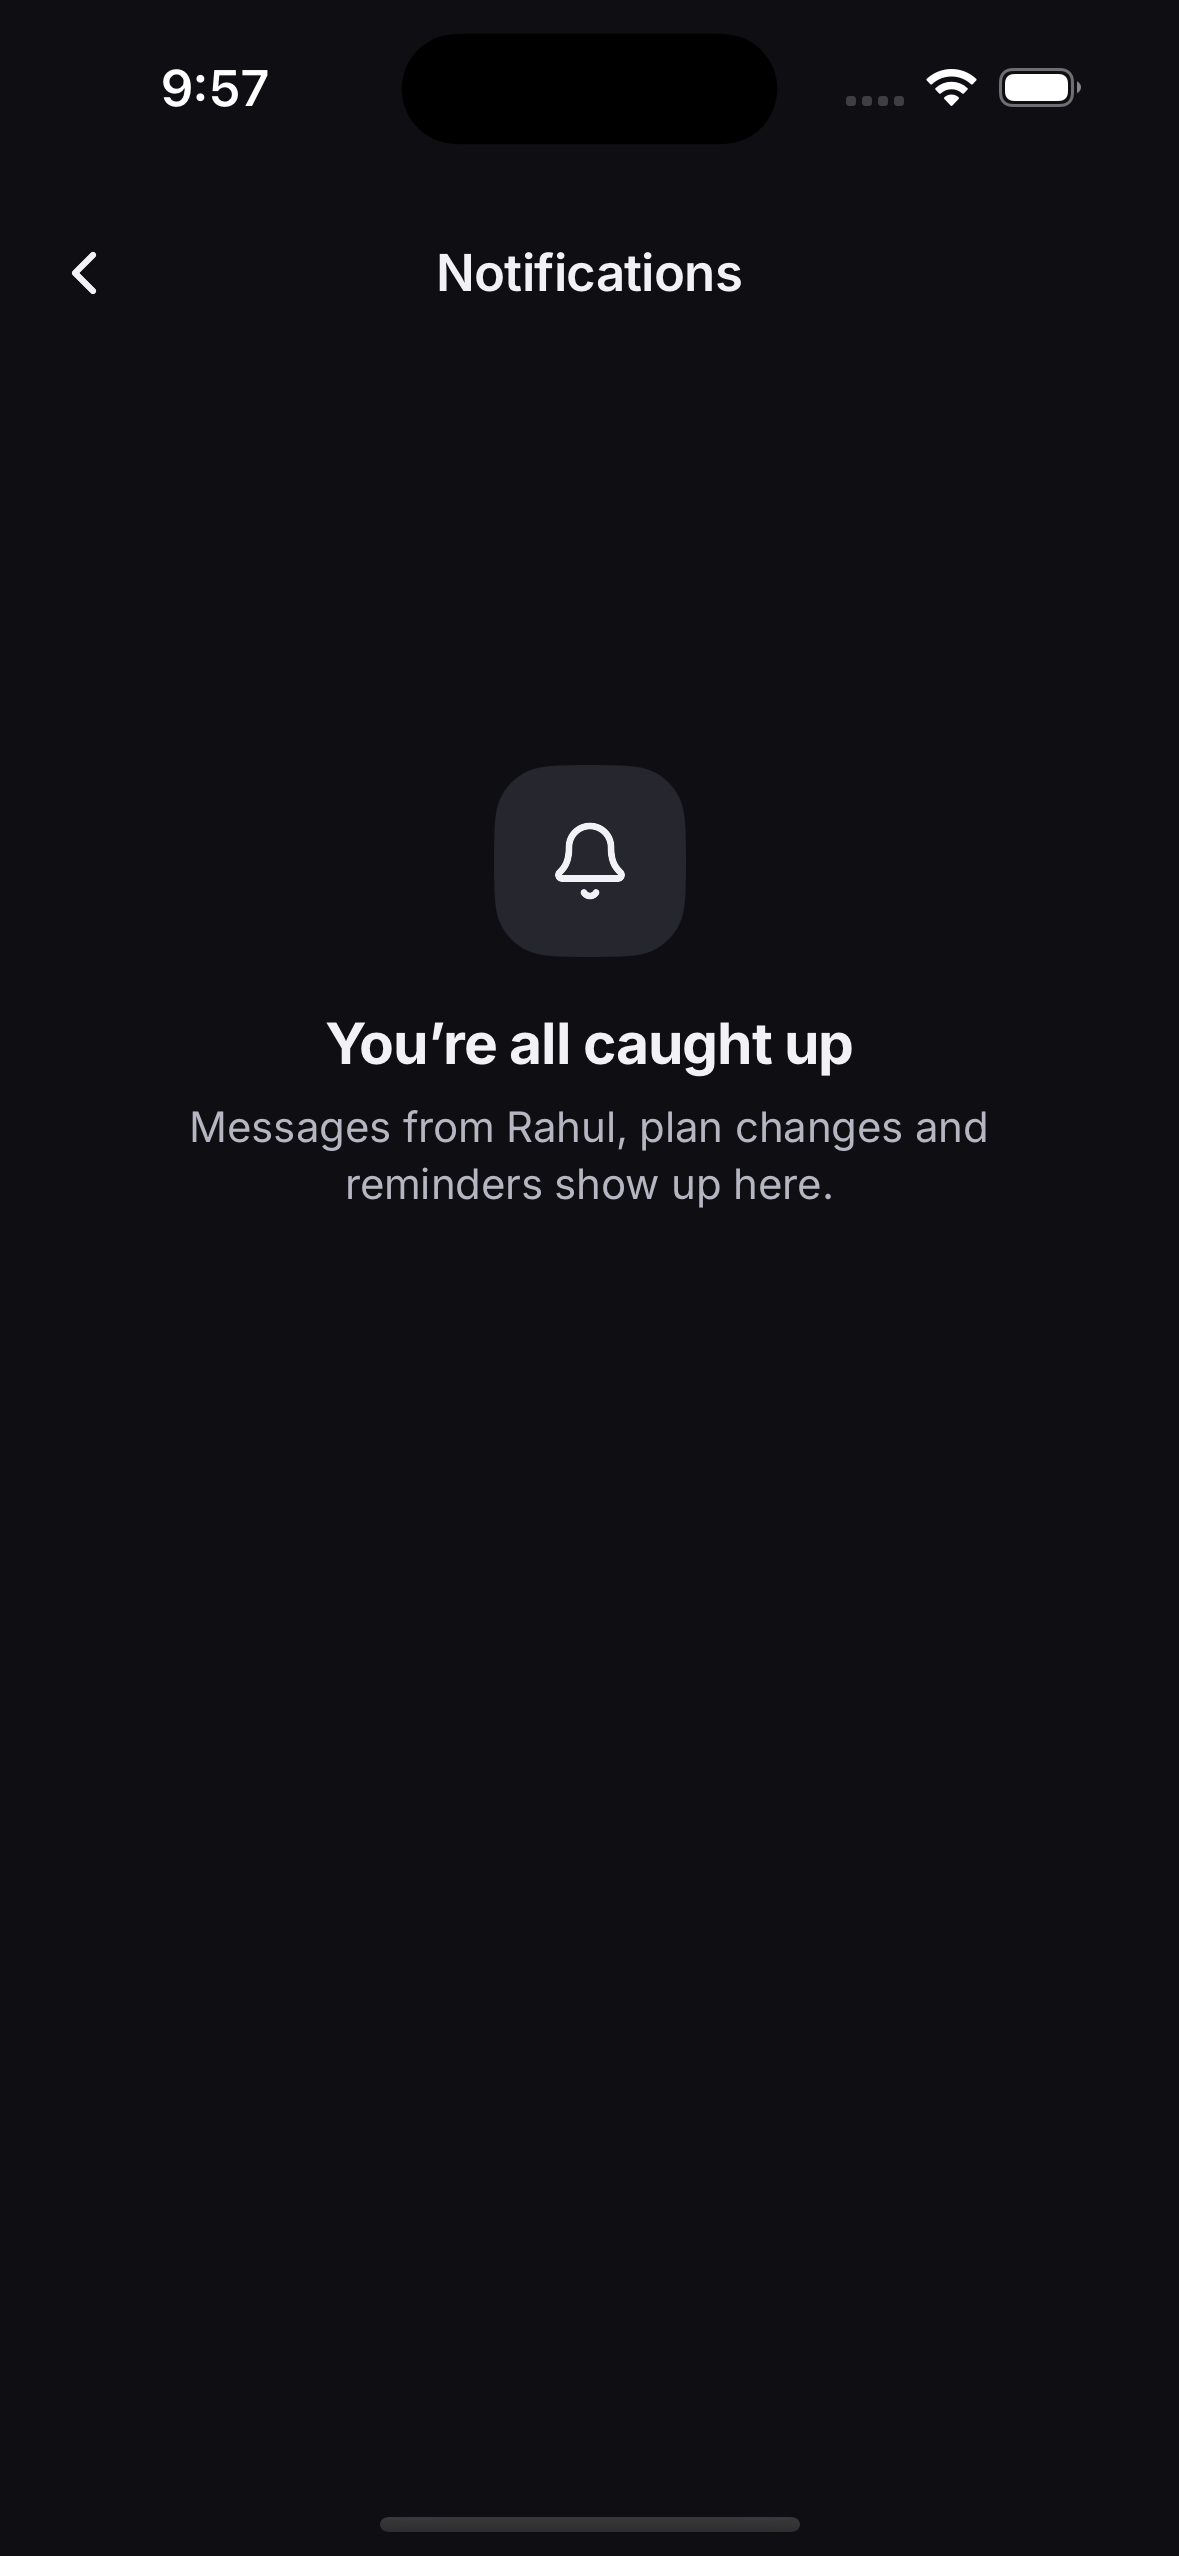 9:57
Notifications
You’re all caught up
Messages from Rahul, plan changes and
reminders show up here.